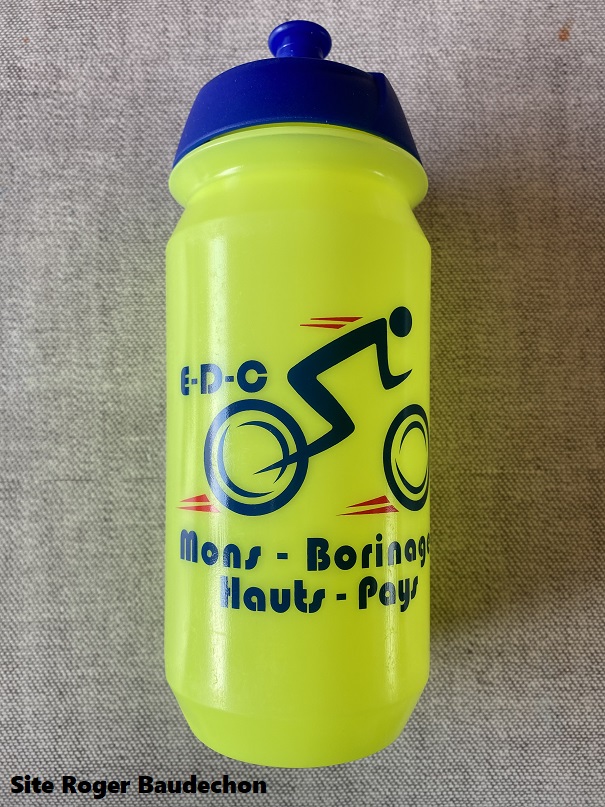 E-D-C
Mons - Borinage
Hauts - Pays
Site Roger Baudechon